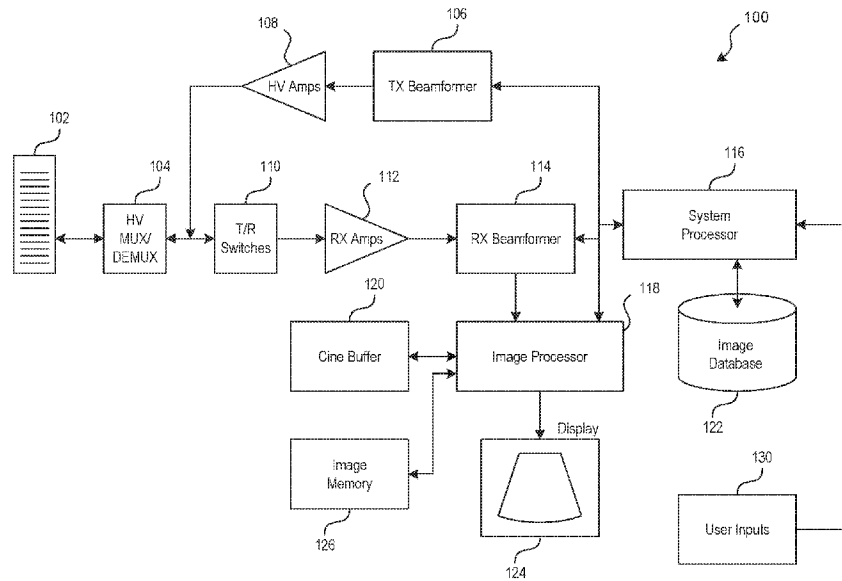 100
108
106
HV Amps
TX Beamformer
102
104
110
112
114
116
HV
MUX/
DEMUX
T/R
Switches
RX Amps
RX Beamformer
System
Processor
120
118
Cine Buffer
Image Processor
Image
Database
122
Display
Image
Memory
126
124
130
User Inputs